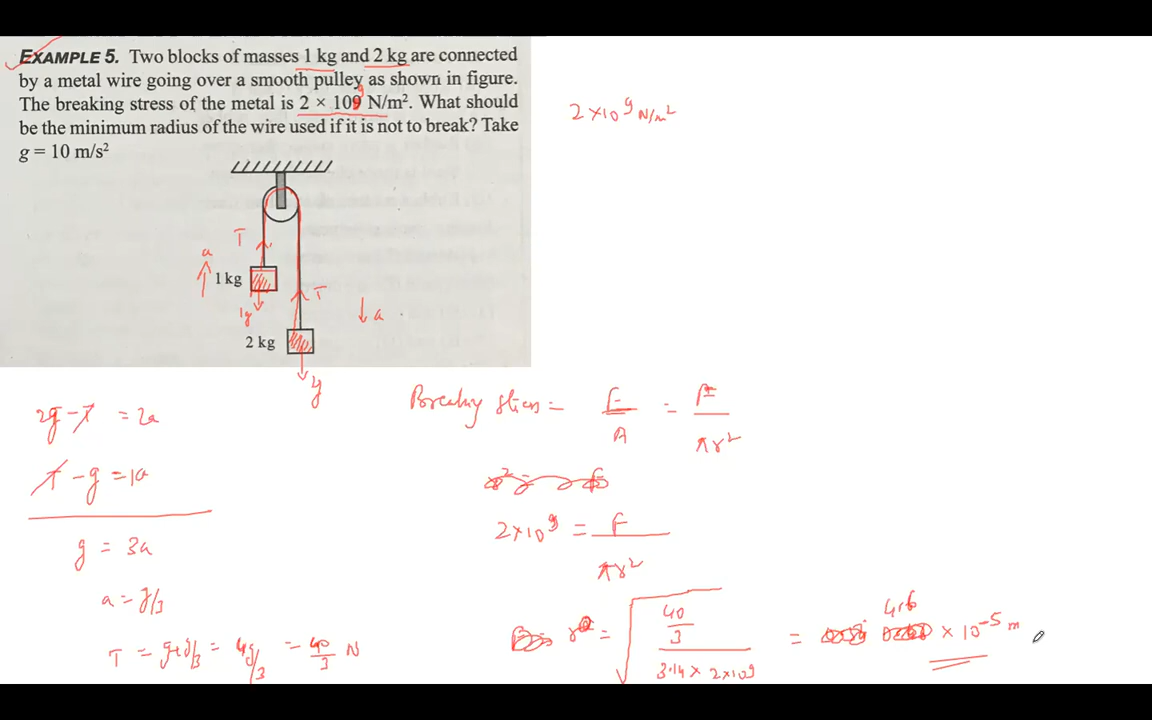 EXAMPLE 5. Two blocks of masses 1 kg and 2 kg are connected
by a metal wire going over a smooth pulley as shown in figure.
The breaking stress of the metal is 2 × 10⁹ N/m². What should
be the minimum radius of the wire used if it is not to break? Take
g = 10 m/s²
2×10⁹ N/m²
T
a
1 kg
1g
T
a
2 kg
2g
2g - T = 2a
T - g = 1a
g = 3a
a = g/3
T = g+g/3 = 4g/3 = 40/3 N
Breaking stress = F/A = F/πr²
2×10⁹ = F/πr²
r = √((40/3)/(3.14 × 2×10⁹)) = 4.6 × 10⁻⁵ m